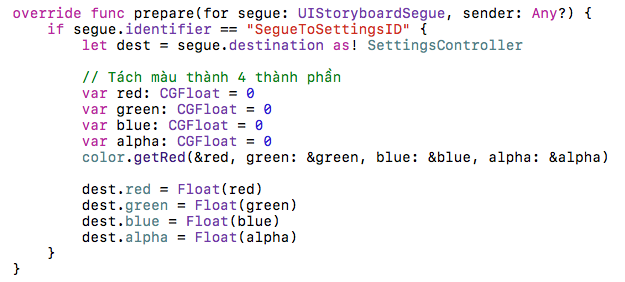 override func prepare(for segue: UIStoryboardSegue, sender: Any?) {
    if segue.identifier == "SegueToSettingsID" {
        let dest = segue.destination as! SettingsController

        // Tách màu thành 4 thành phần
        var red: CGFloat = 0
        var green: CGFloat = 0
        var blue: CGFloat = 0
        var alpha: CGFloat = 0
        color.getRed(&red, green: &green, blue: &blue, alpha: &alpha)

        dest.red = Float(red)
        dest.green = Float(green)
        dest.blue = Float(blue)
        dest.alpha = Float(alpha)
    }
}